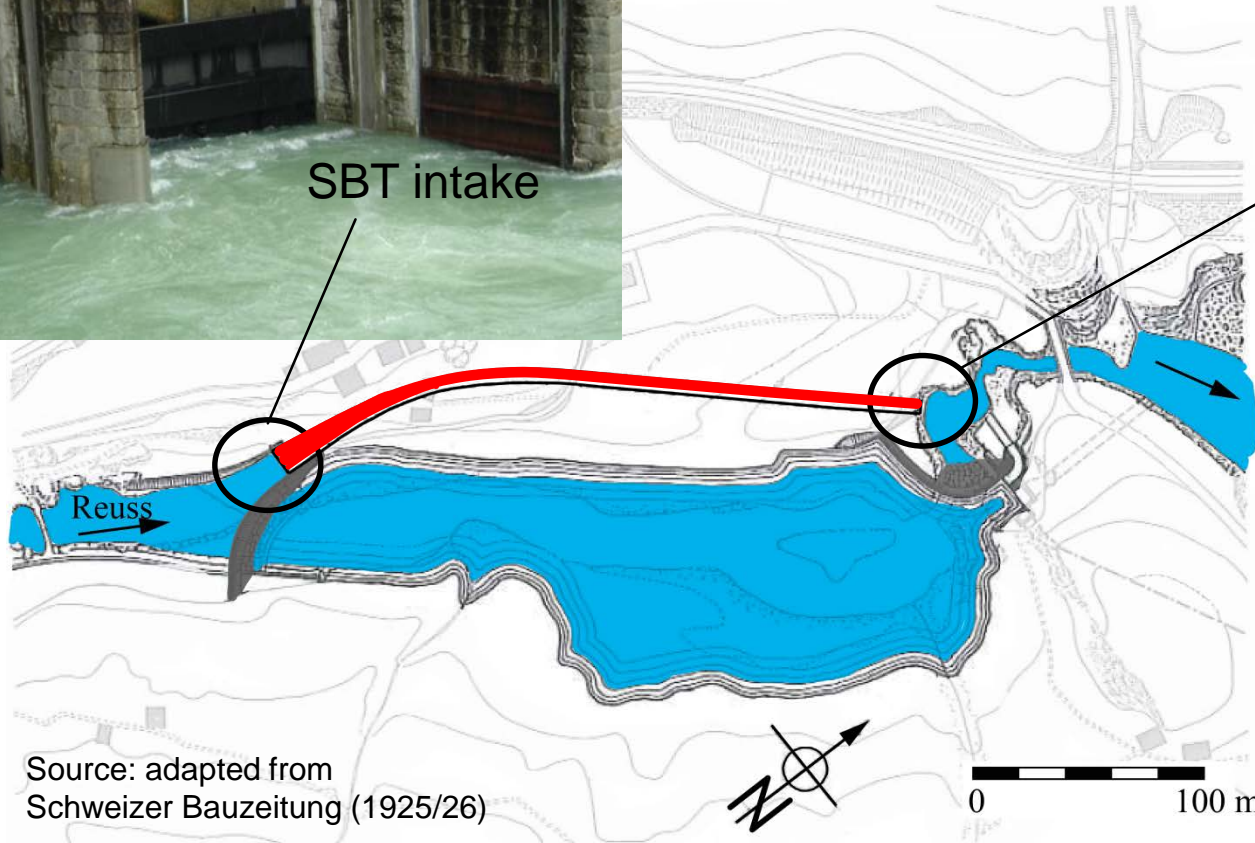 SBT intake
Reuss
Source: adapted from
Schweizer Bauzeitung (1925/26)
N
0 100 m